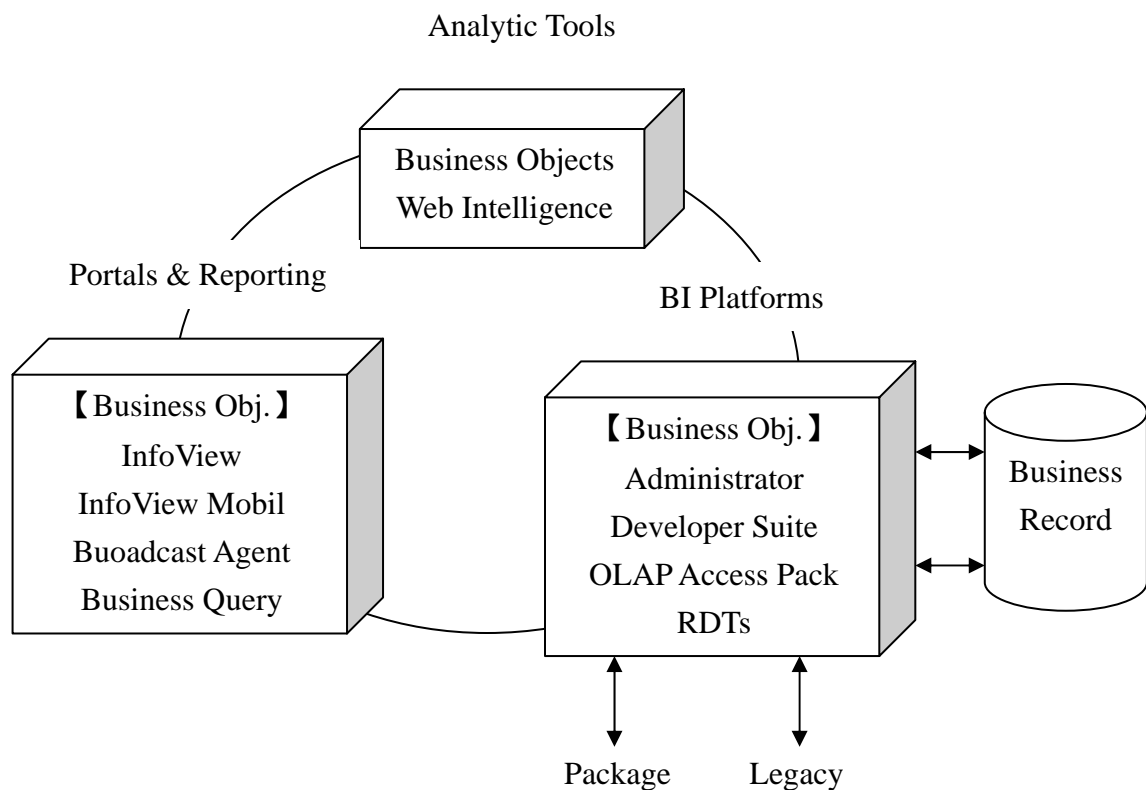 Analytic Tools
Business Objects
Web Intelligence
Portals & Reporting
BI Platforms
【Business Obj.】
InfoView
InfoView Mobil
Buoadcast Agent
Business Query
【Business Obj.】
Administrator
Developer Suite
OLAP Access Pack
RDTs
Business
Record
Package
Legacy